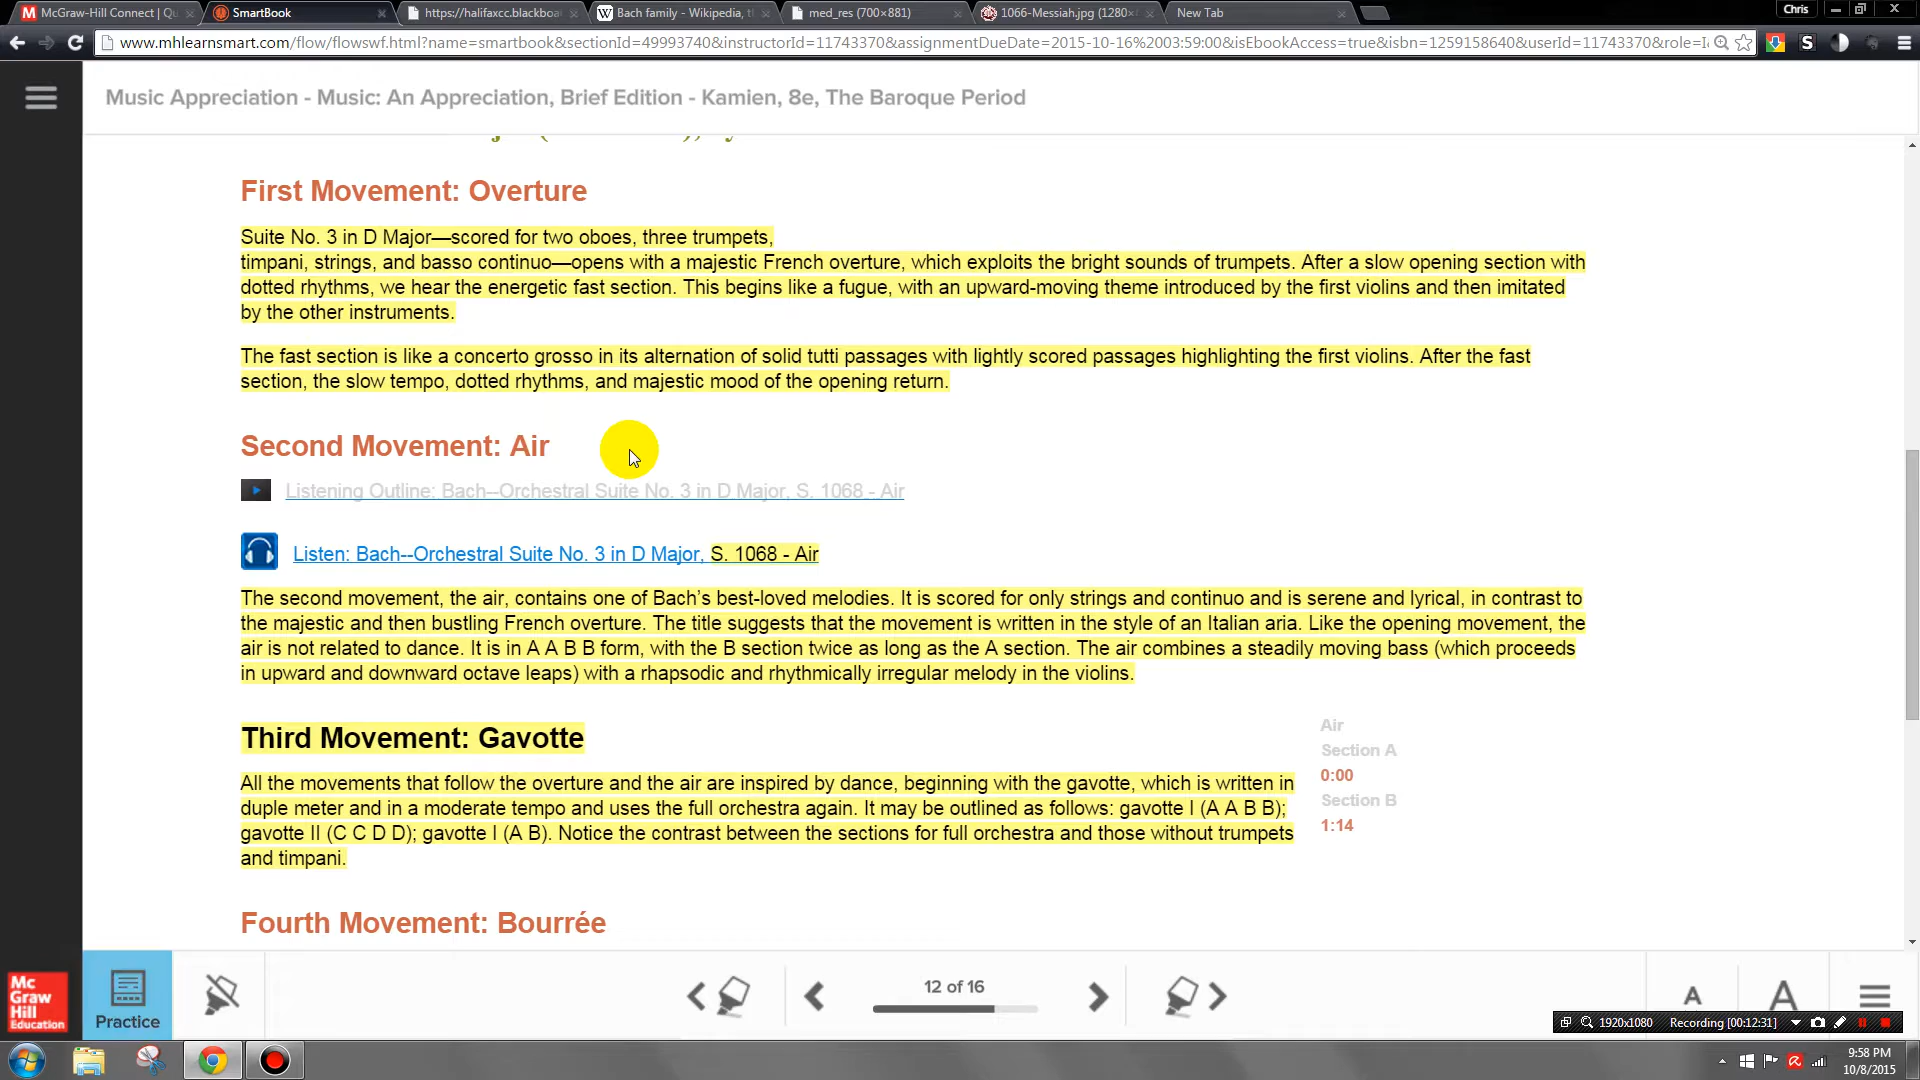 McGraw-Hill Connect | Qu
SmartBook
https://halifaxcc.blackboa
Bach family - Wikipedia, t
med_res (700×881)
1066-Messiah.jpg (1280×
New Tab
Chris
www.mhlearnsmart.com/flow/flowswf.html?name=smartbook&sectionId=49993740&instructorId=11743370&assignmentDueDate=2015-10-16%2003:59:00&isEbookAccess=true&isbn=1259158640&userId=11743370&role=I
Music Appreciation - Music: An Appreciation, Brief Edition - Kamien, 8e, The Baroque Period
First Movement: Overture
Suite No. 3 in D Major—scored for two oboes, three trumpets,
timpani, strings, and basso continuo—opens with a majestic French overture, which exploits the bright sounds of trumpets. After a slow opening section with
dotted rhythms, we hear the energetic fast section. This begins like a fugue, with an upward-moving theme introduced by the first violins and then imitated
by the other instruments.
The fast section is like a concerto grosso in its alternation of solid tutti passages with lightly scored passages highlighting the first violins. After the fast
section, the slow tempo, dotted rhythms, and majestic mood of the opening return.
Second Movement: Air
Listening Outline: Bach--Orchestral Suite No. 3 in D Major, S. 1068 - Air
Listen: Bach--Orchestral Suite No. 3 in D Major, S. 1068 - Air
The second movement, the air, contains one of Bach's best-loved melodies. It is scored for only strings and continuo and is serene and lyrical, in contrast to
the majestic and then bustling French overture. The title suggests that the movement is written in the style of an Italian aria. Like the opening movement, the
air is not related to dance. It is in A A B B form, with the B section twice as long as the A section. The air combines a steadily moving bass (which proceeds
in upward and downward octave leaps) with a rhapsodic and rhythmically irregular melody in the violins.
Third Movement: Gavotte
All the movements that follow the overture and the air are inspired by dance, beginning with the gavotte, which is written in
duple meter and in a moderate tempo and uses the full orchestra again. It may be outlined as follows: gavotte I (A A B B);
gavotte II (C C D D); gavotte I (A B). Notice the contrast between the sections for full orchestra and those without trumpets
and timpani.
Air
Section A
0:00
Section B
1:14
Fourth Movement: Bourrée
Mc
Graw
Hill
Education
Practice
12 of 16
A
A
1920x1080
Recording [00:12:31]
9:58 PM
10/8/2015